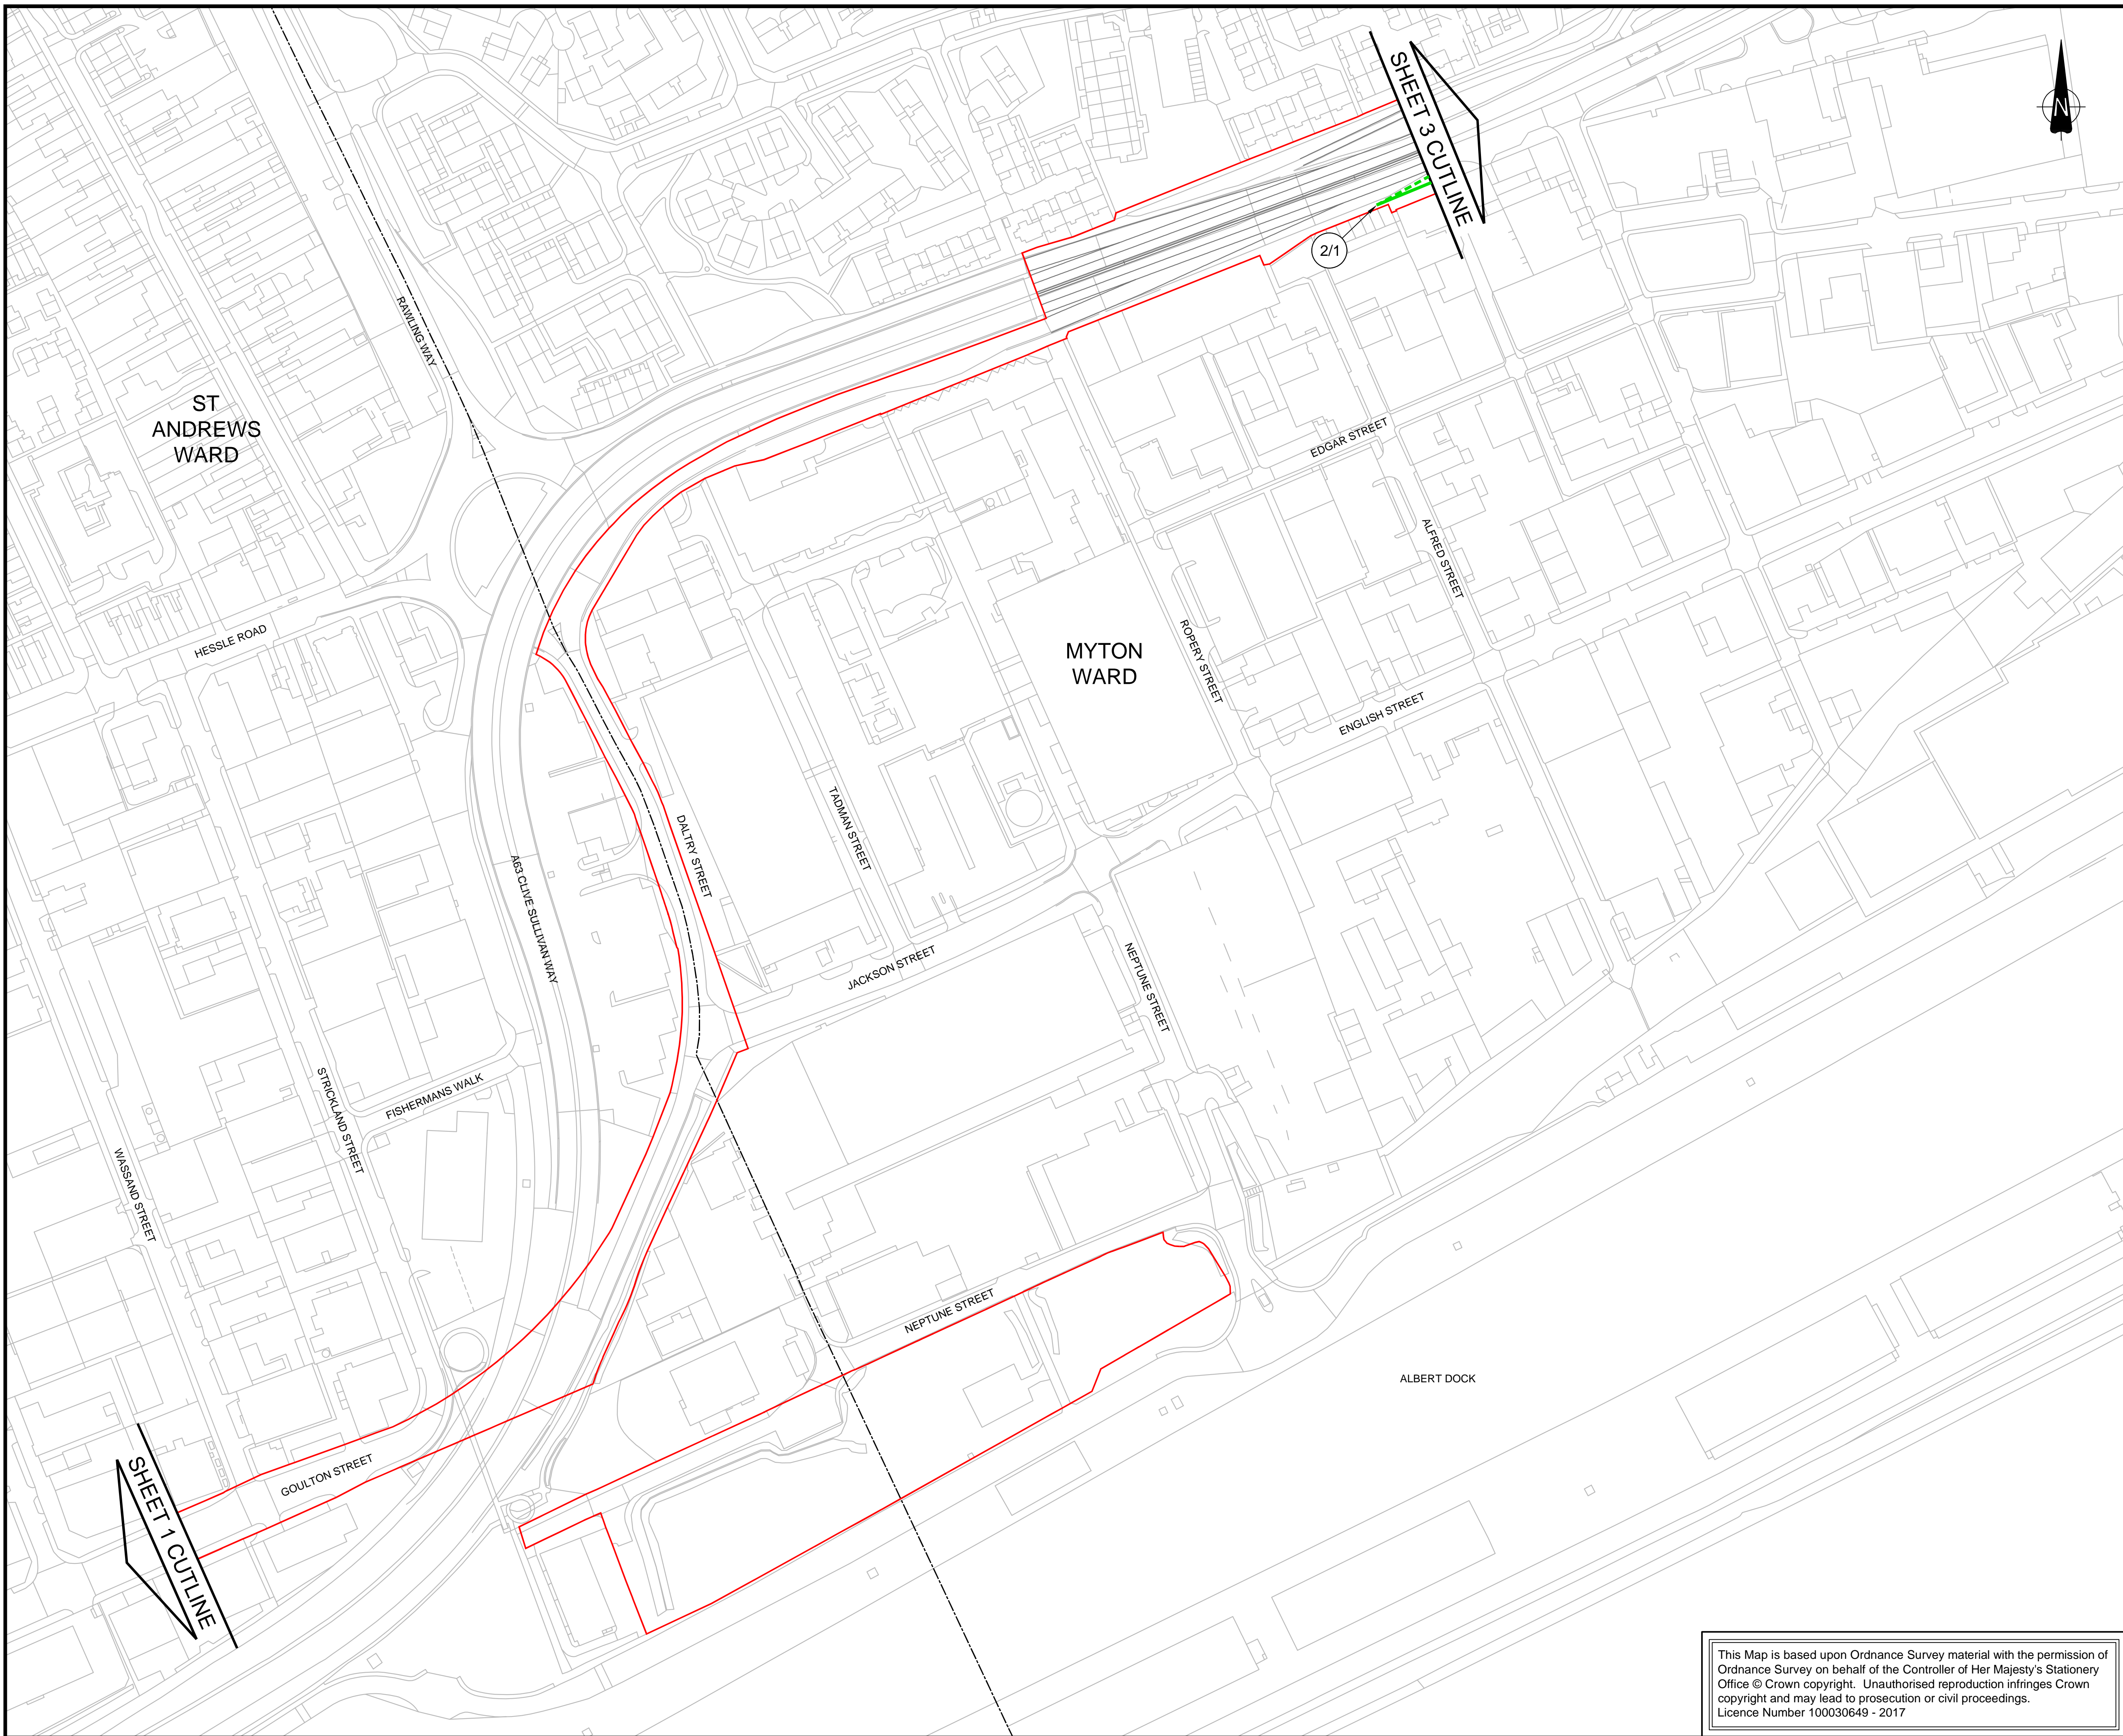 SHEET 3 CUTLINE
N
2/1
RAWLING WAY
ST
ANDREWS
WARD
EDGAR STREET
ALFRED STREET
HESSLE ROAD
MYTON
WARD
ROPERY STREET
ENGLISH STREET
TADMAN STREET
DALTRY STREET
A63 CLIVE SULLIVAN WAY
JACKSON STREET
NEPTUNE STREET
FISHERMANS WALK
STRICKLAND STREET
WASSAND STREET
NEPTUNE STREET
ALBERT DOCK
GOULTON STREET
SHEET 1 CUTLINE
This Map is based upon Ordnance Survey material with the permission of
Ordnance Survey on behalf of the Controller of Her Majesty's Stationery
Office © Crown copyright. Unauthorised reproduction infringes Crown
copyright and may lead to prosecution or civil proceedings.
Licence Number 100030649 - 2017